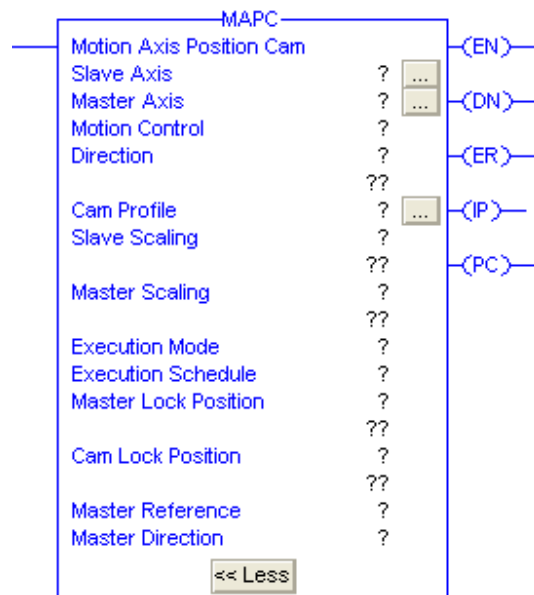 MAPC
Motion Axis Position Cam (EN)
Slave Axis ? ...
Master Axis ? ... (DN)
Motion Control ?
Direction ? (ER)
??
Cam Profile ? ... (IP)
Slave Scaling ?
?? (PC)
Master Scaling ?
??
Execution Mode ?
Execution Schedule ?
Master Lock Position ?
??
Cam Lock Position ?
??
Master Reference ?
Master Direction ?
<< Less